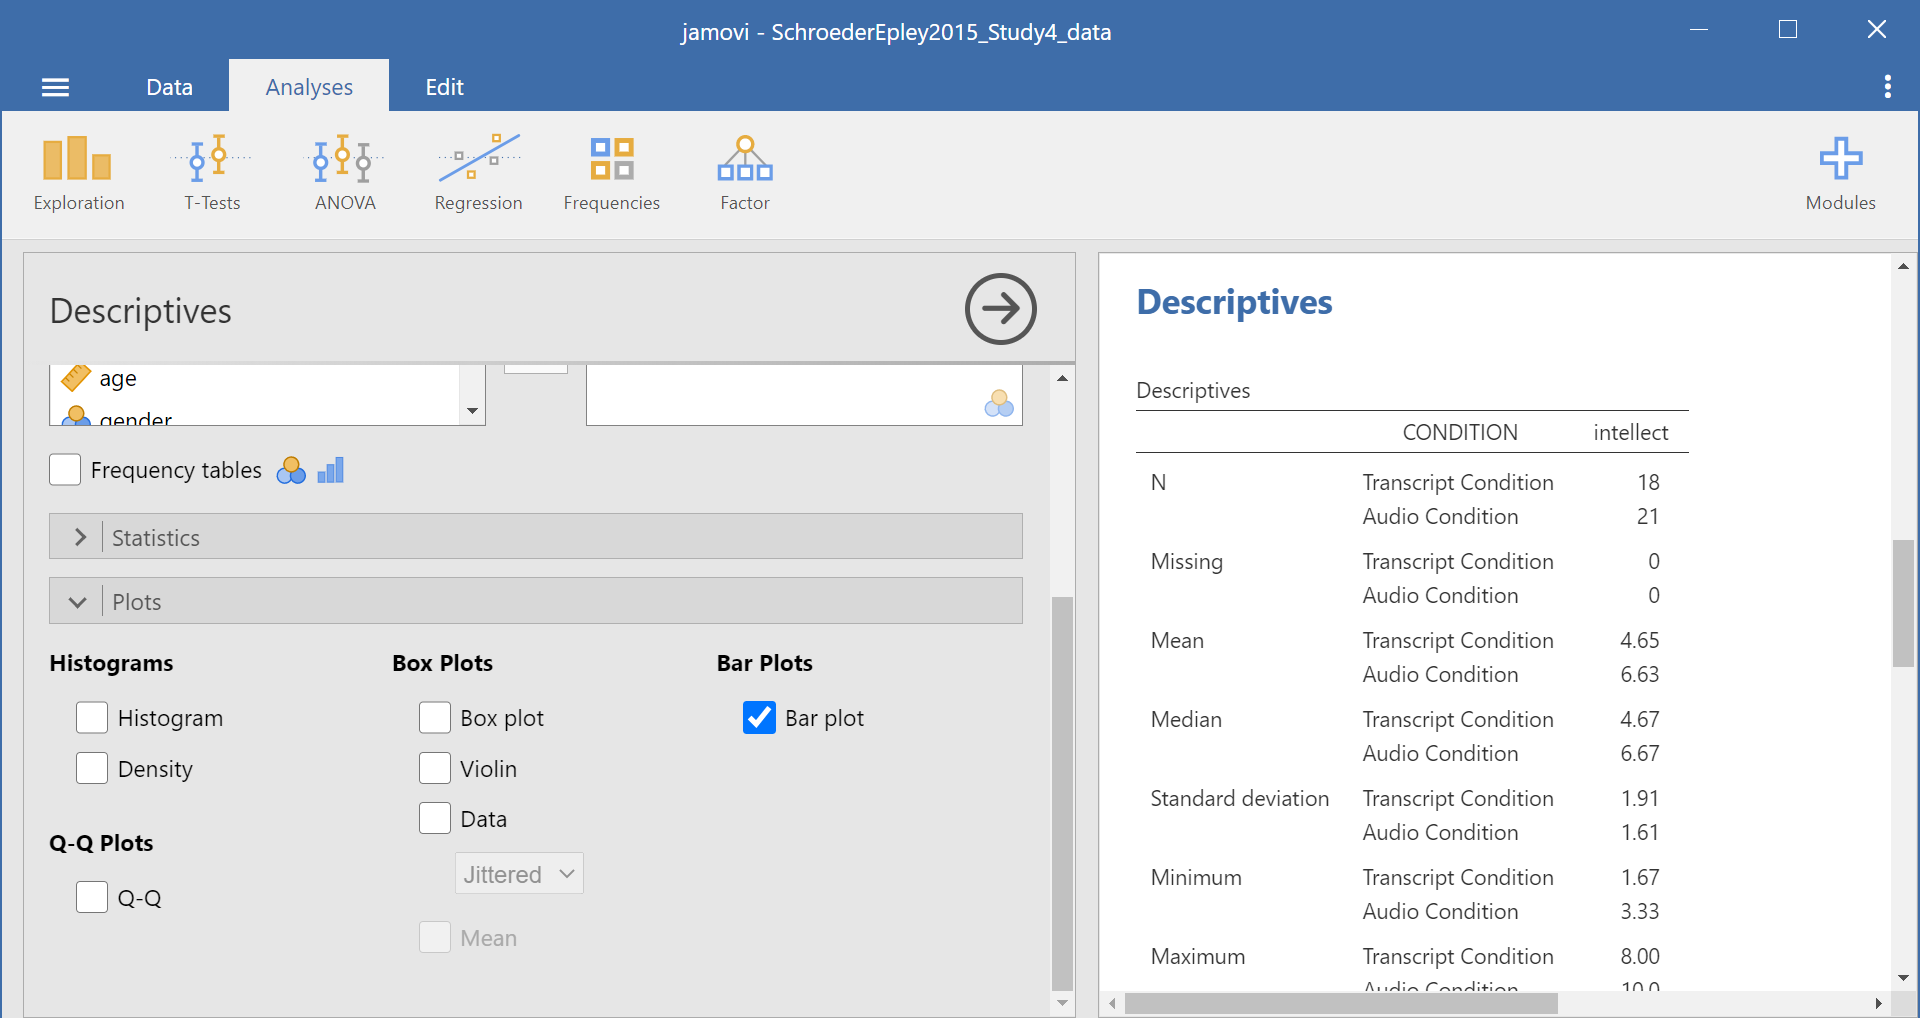 jamovi - SchroederEpley2015_Study4_data
Data Analyses Edit
Exploration T-Tests ANOVA Regression Frequencies Factor Modules
Descriptives
age
gender
Frequency tables
Statistics
Plots
Histograms Box Plots Bar Plots
Histogram Box plot Bar plot
Density Violin
Data
Q-Q Plots
Jittered
Q-Q
Mean
Descriptives
Descriptives
CONDITION intellect
N Transcript Condition 18
Audio Condition 21
Missing Transcript Condition 0
Audio Condition 0
Mean Transcript Condition 4.65
Audio Condition 6.63
Median Transcript Condition 4.67
Audio Condition 6.67
Standard deviation Transcript Condition 1.91
Audio Condition 1.61
Minimum Transcript Condition 1.67
Audio Condition 3.33
Maximum Transcript Condition 8.00
Audio Condition 10.0